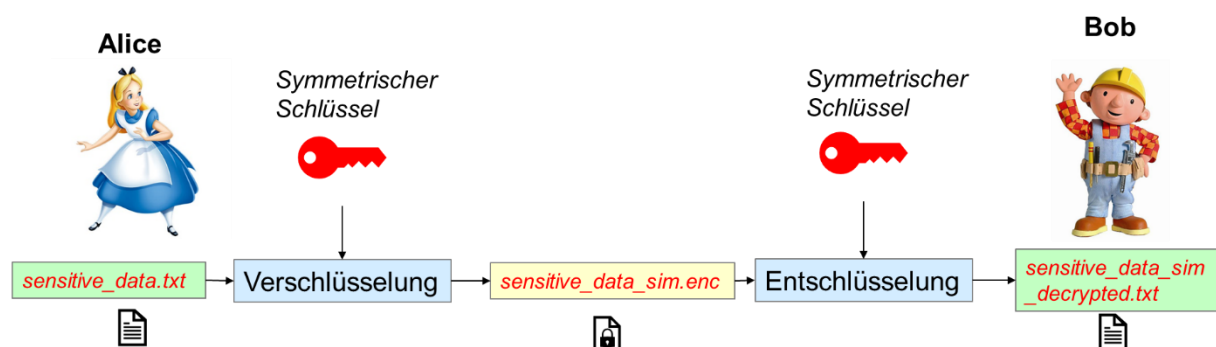 Alice
Bob
Symmetrischer
Schlüssel
Symmetrischer
Schlüssel
sensitive_data.txt
Verschlüsselung
sensitive_data_sim.enc
Entschlüsselung
sensitive_data_sim
_decrypted.txt